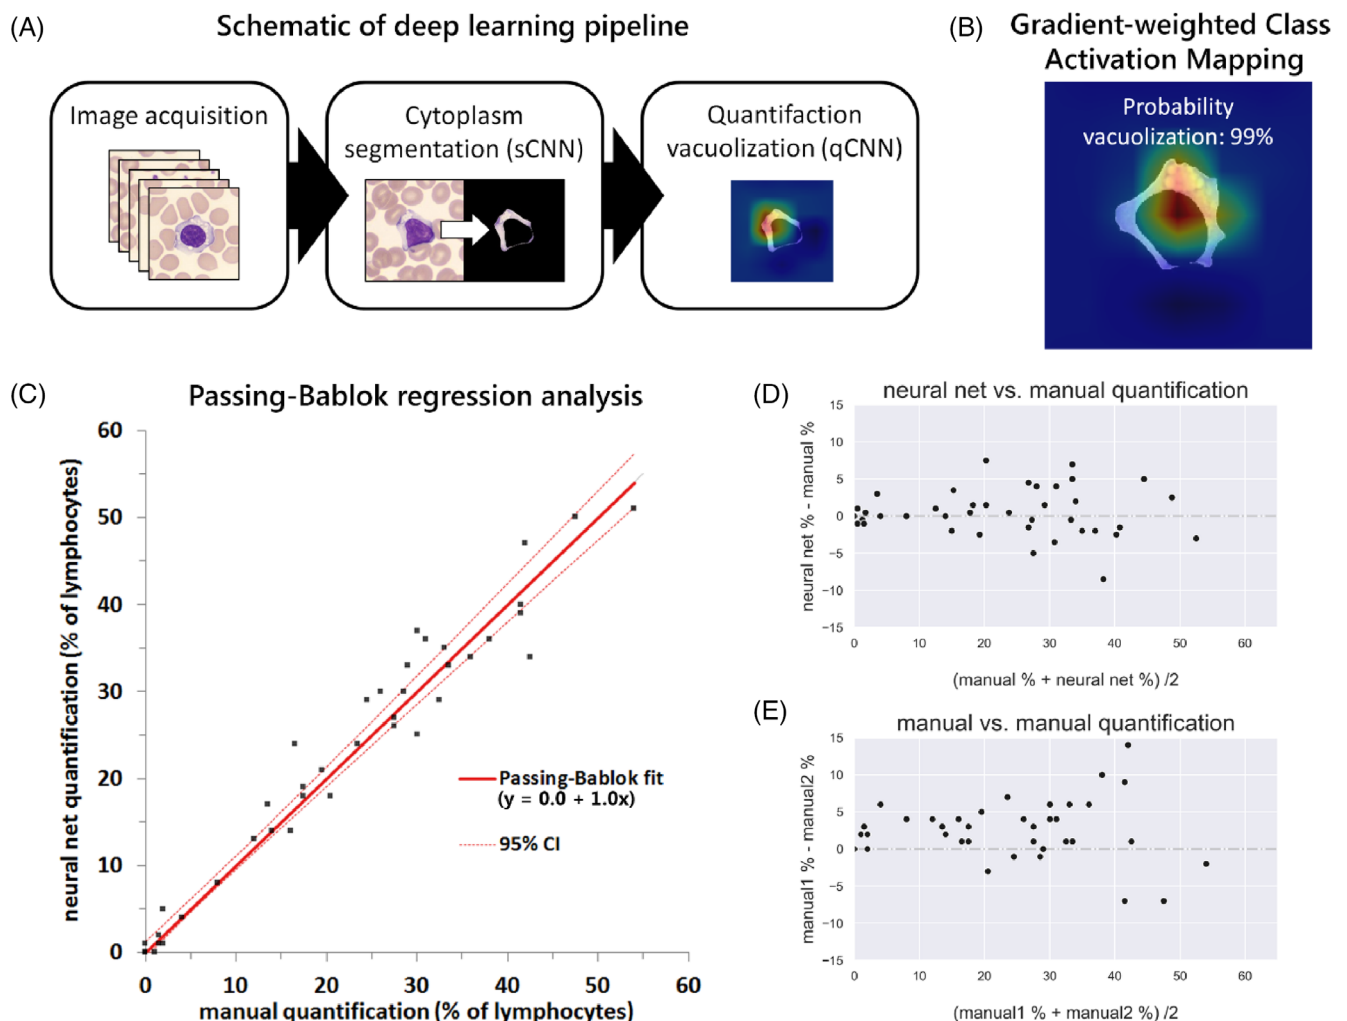 (A)
Schematic of deep learning pipeline
Image acquisition
Cytoplasm
segmentation (sCNN)
Quantifaction
vacuolization (qCNN)
(B)
Gradient-weighted Class
Activation Mapping
Probability
vacuolization: 99%
(C)
Passing-Bablok regression analysis
neural net quantification (% of lymphocytes)
60
50
40
30
20
10
0
Passing-Bablok fit
(y = 0.0 + 1.0x)
95% CI
0 10 20 30 40 50 60
manual quantification (% of lymphocytes)
(D)
neural net vs. manual quantification
neural net % - manual %
15
10
5
0
−5
−10
−15
0 10 20 30 40 50 60
(manual % + neural net %) /2
(E)
manual vs. manual quantification
manual1 % - manual2 %
15
10
5
0
−5
−10
−15
0 10 20 30 40 50 60
(manual1 % + manual2 %) /2